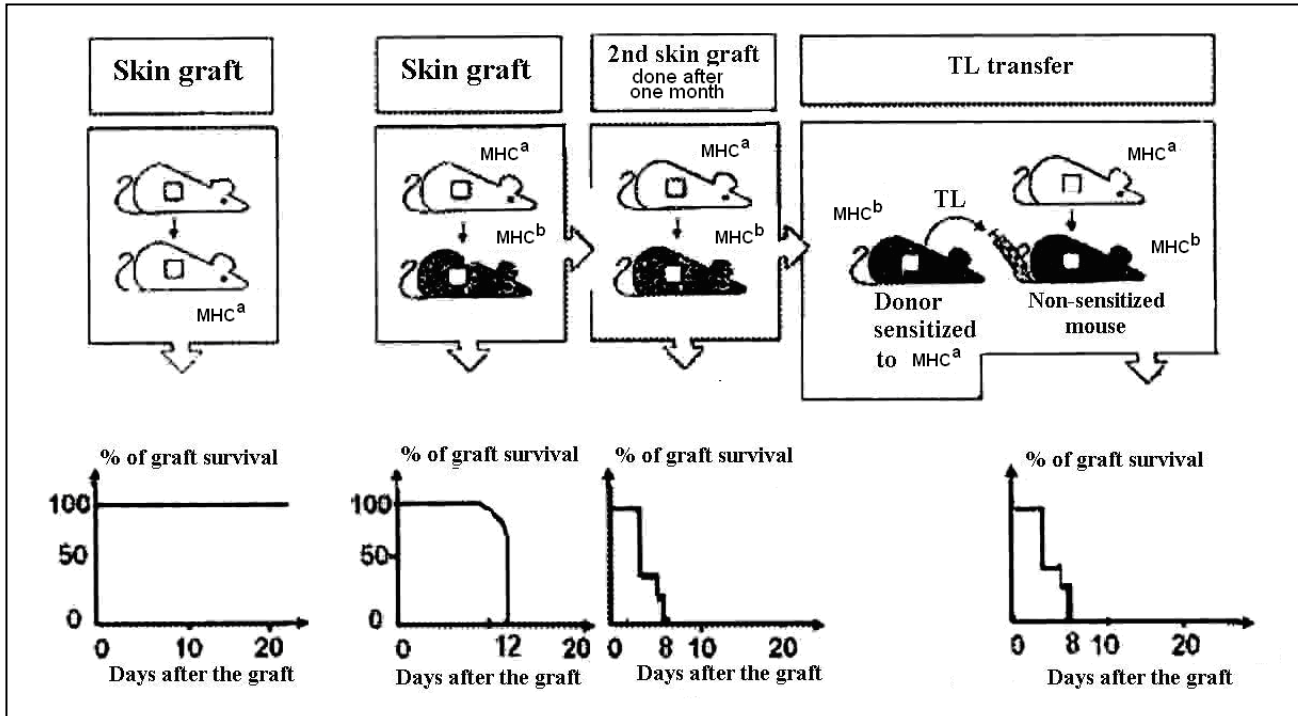 Skin graft
Skin graft
2nd skin graft
done after
one month
TL transfer
MHCa
MHCa
MHCb
MHCa
MHCb
MHCa
TL
MHCb
MHCb
Donor
sensitized
to MHCa
Non-sensitized
mouse
% of graft survival
100
50
0
0 10 20
Days after the graft
% of graft survival
100
50
0
0 12 20
Days after the graft
% of graft survival
0 8 10 20
Days after the graft
% of graft survival
0 8 10 20
Days after the graft